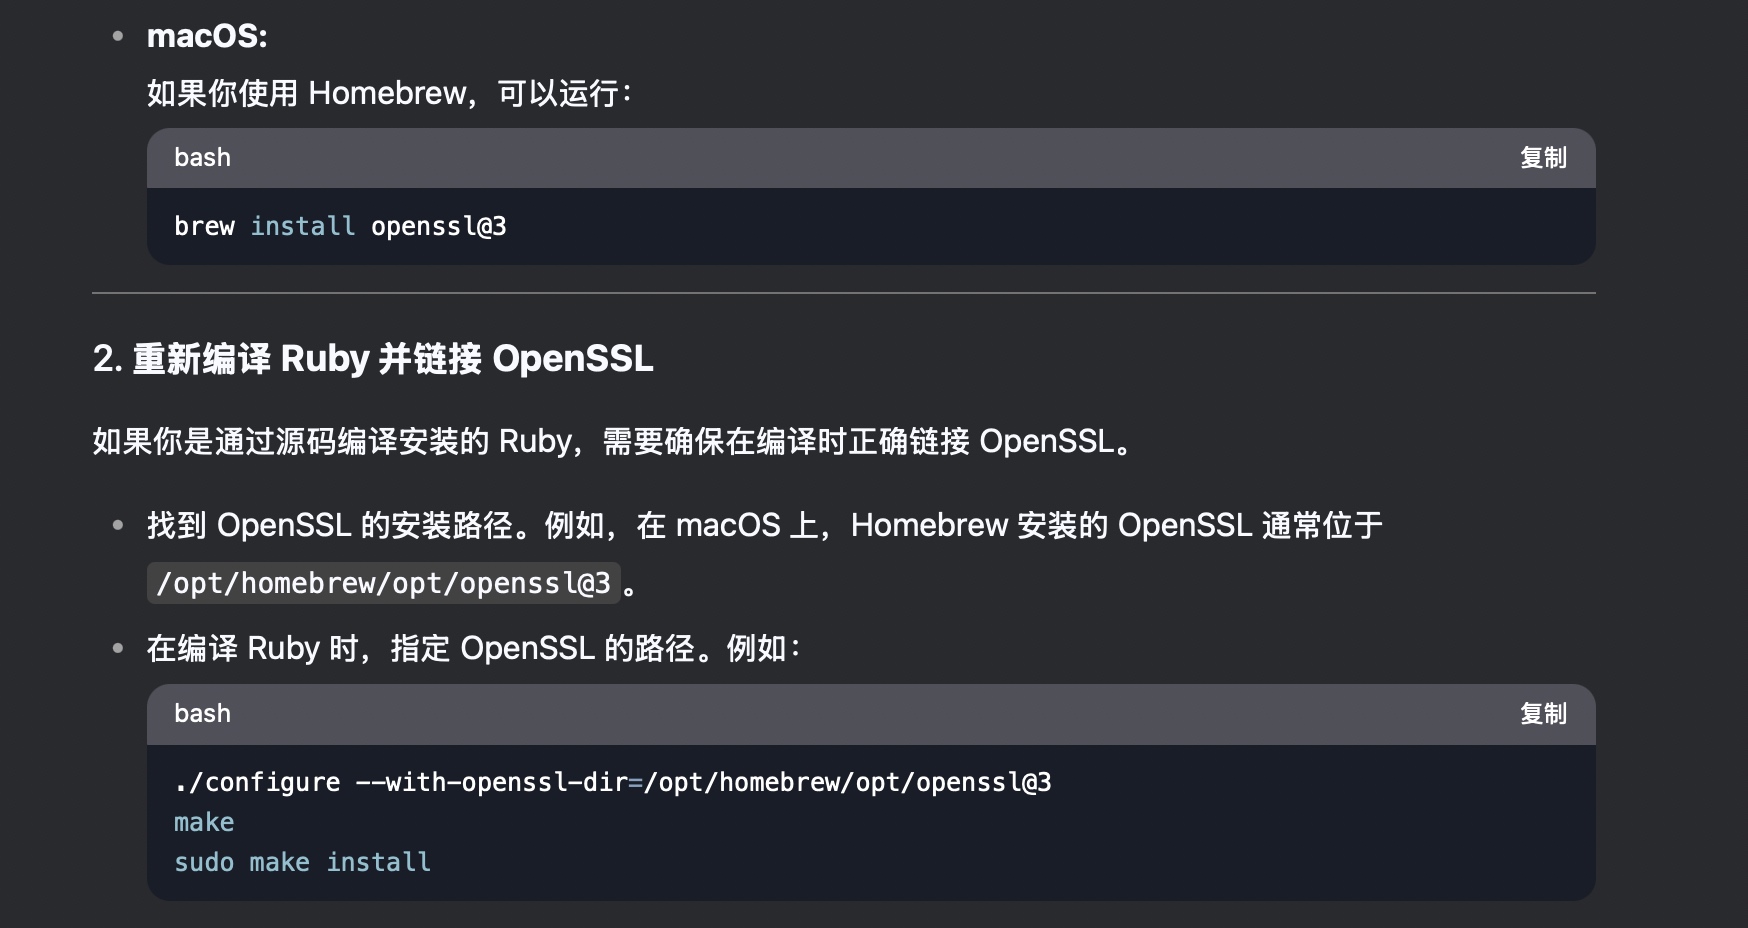 macOS:
如果你使用 Homebrew，可以运行：
bash 复制
brew install openssl@3
2. 重新编译 Ruby 并链接 OpenSSL
如果你是通过源码编译安装的 Ruby，需要确保在编译时正确链接 OpenSSL。
找到 OpenSSL 的安装路径。例如，在 macOS 上，Homebrew 安装的 OpenSSL 通常位于
/opt/homebrew/opt/openssl@3。
在编译 Ruby 时，指定 OpenSSL 的路径。例如：
bash 复制
./configure --with-openssl-dir=/opt/homebrew/opt/openssl@3
make
sudo make install